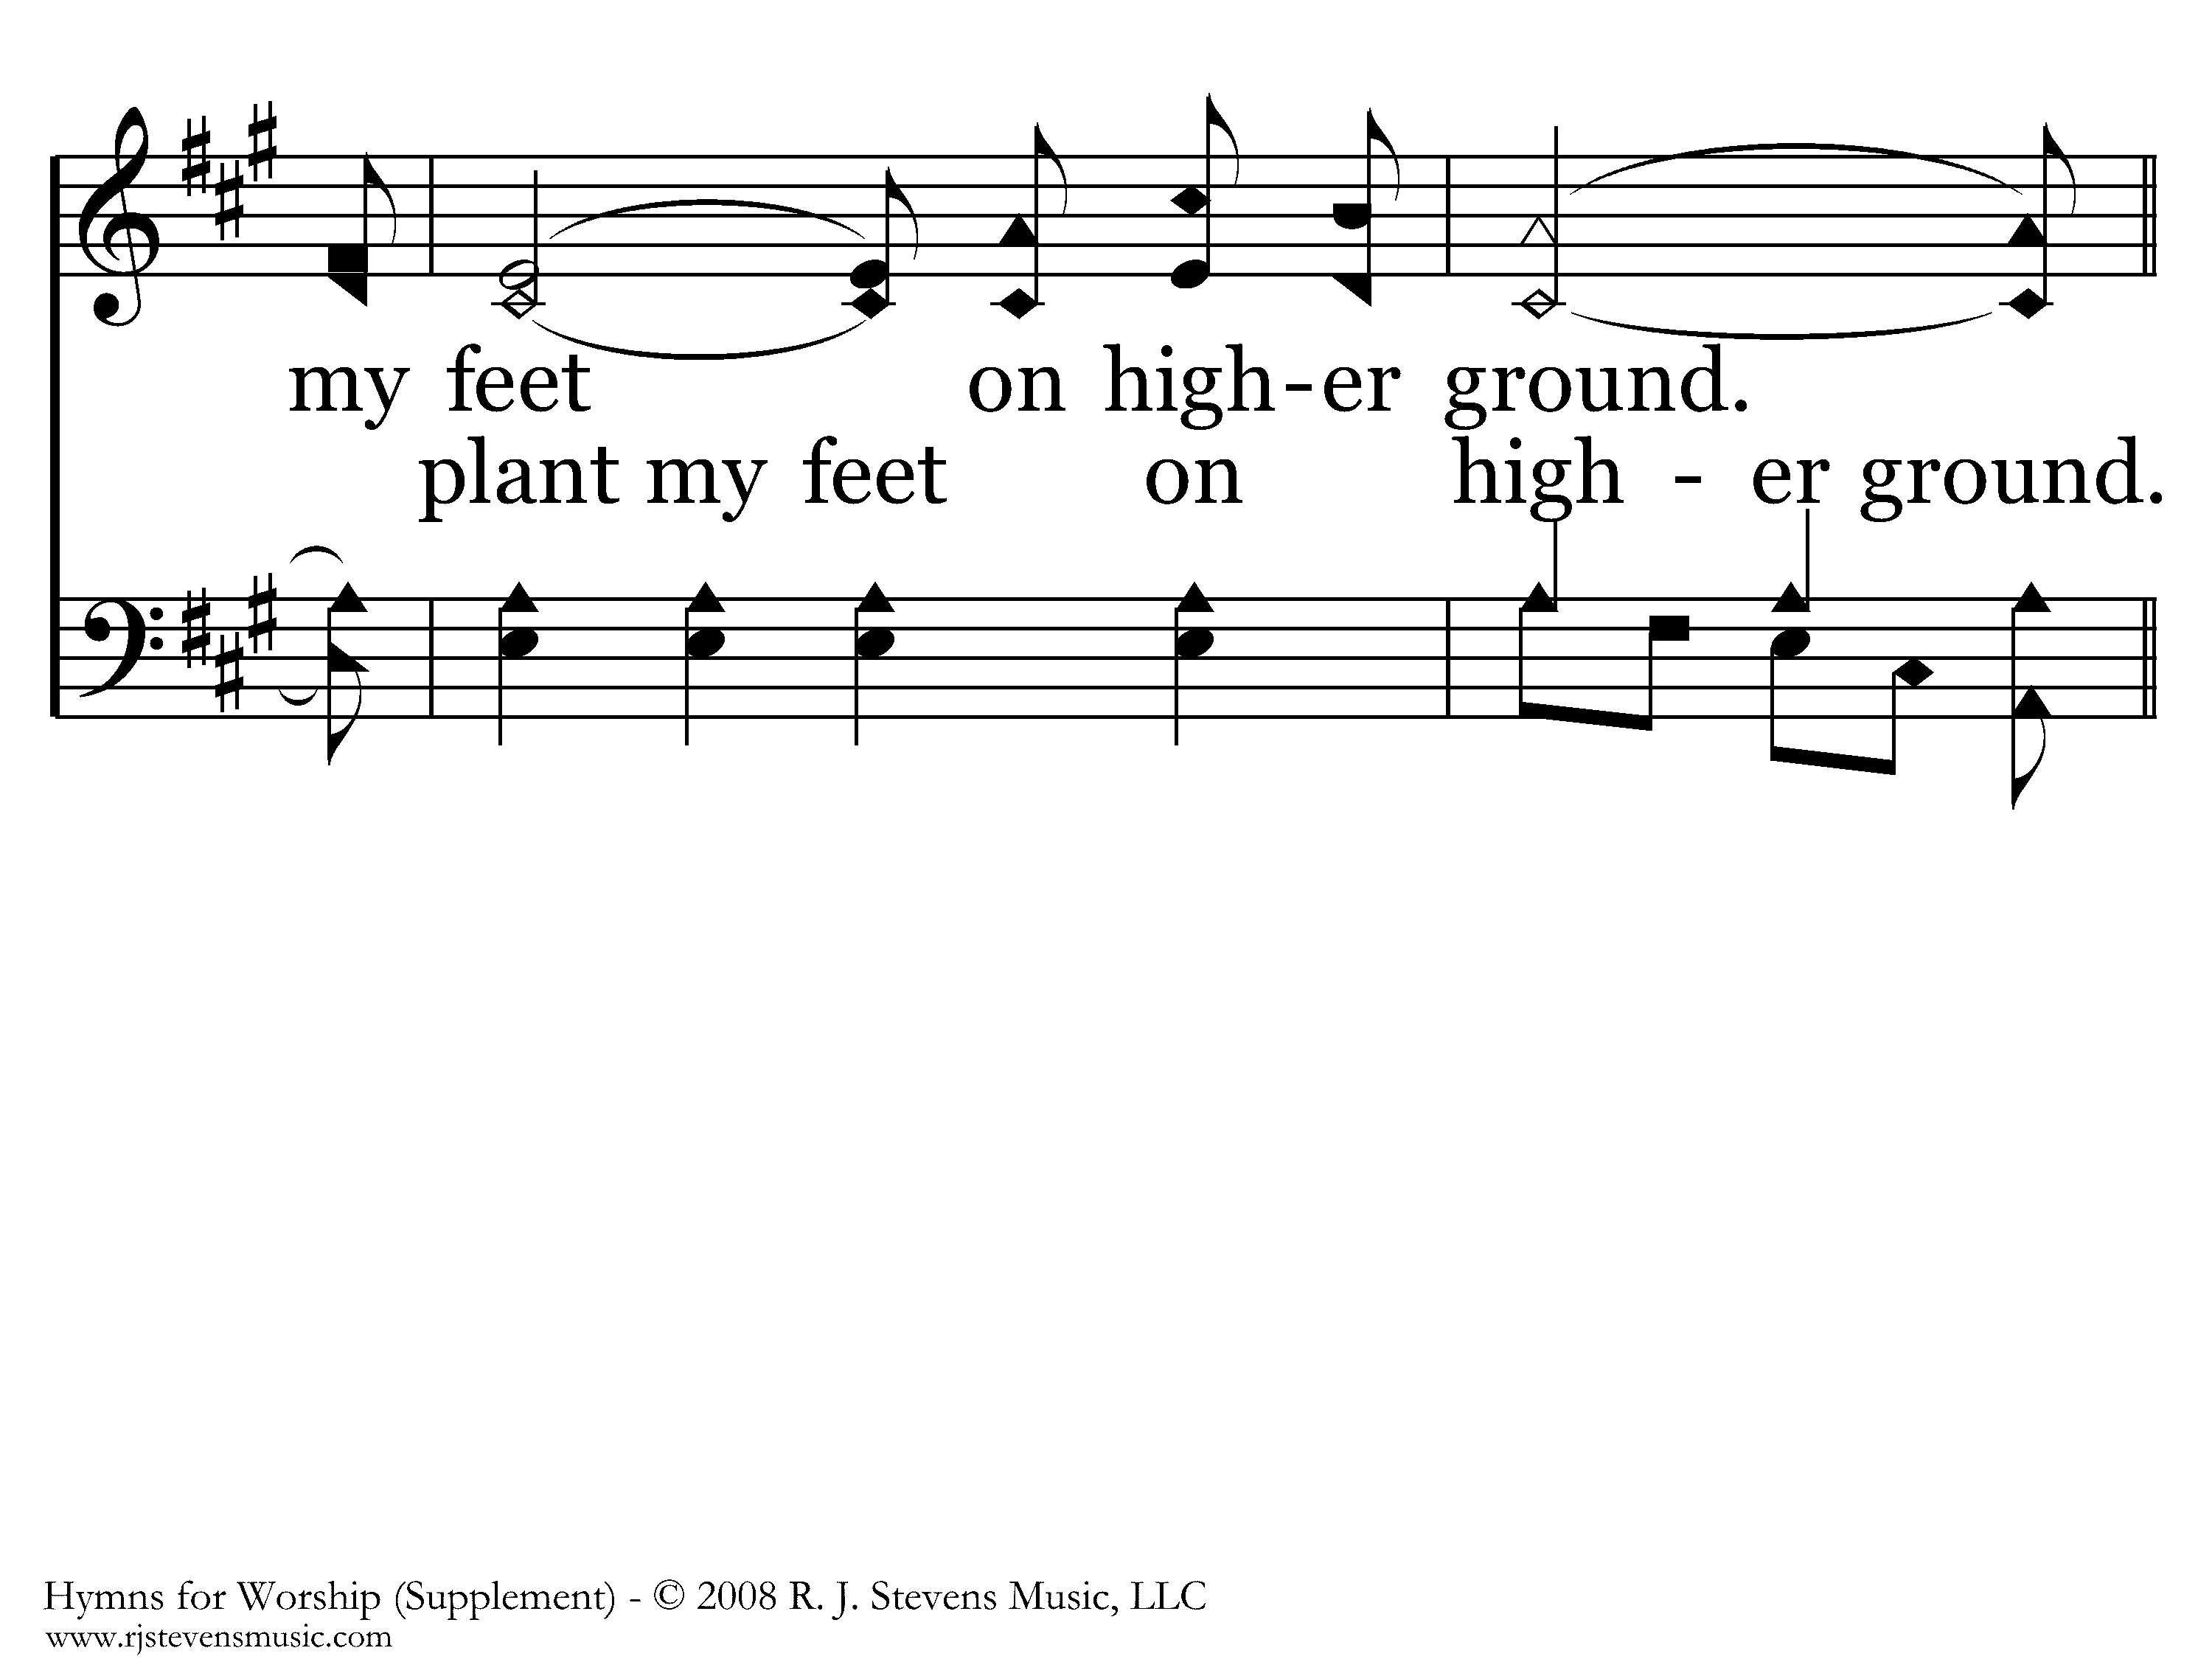 my feet on high-er ground.
plant my feet on high - er ground.
Hymns for Worship (Supplement) - © 2008 R. J. Stevens Music, LLC
www.rjstevensmusic.com